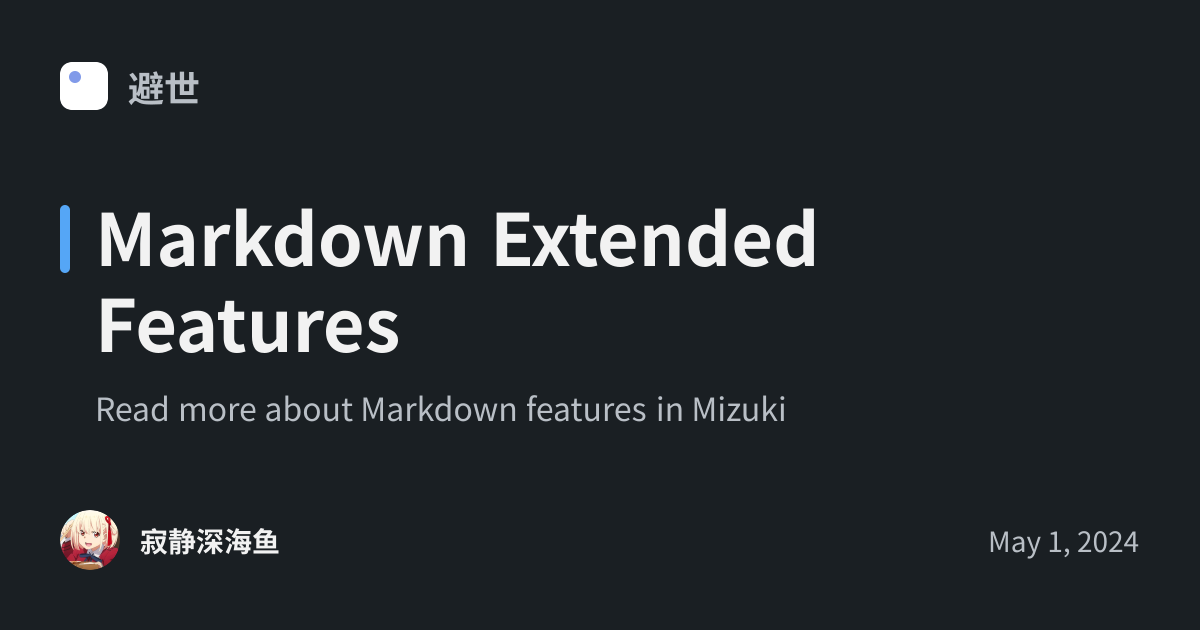 避世
Markdown Extended
Features
Read more about Markdown features in Mizuki
寂静深海鱼
May 1, 2024